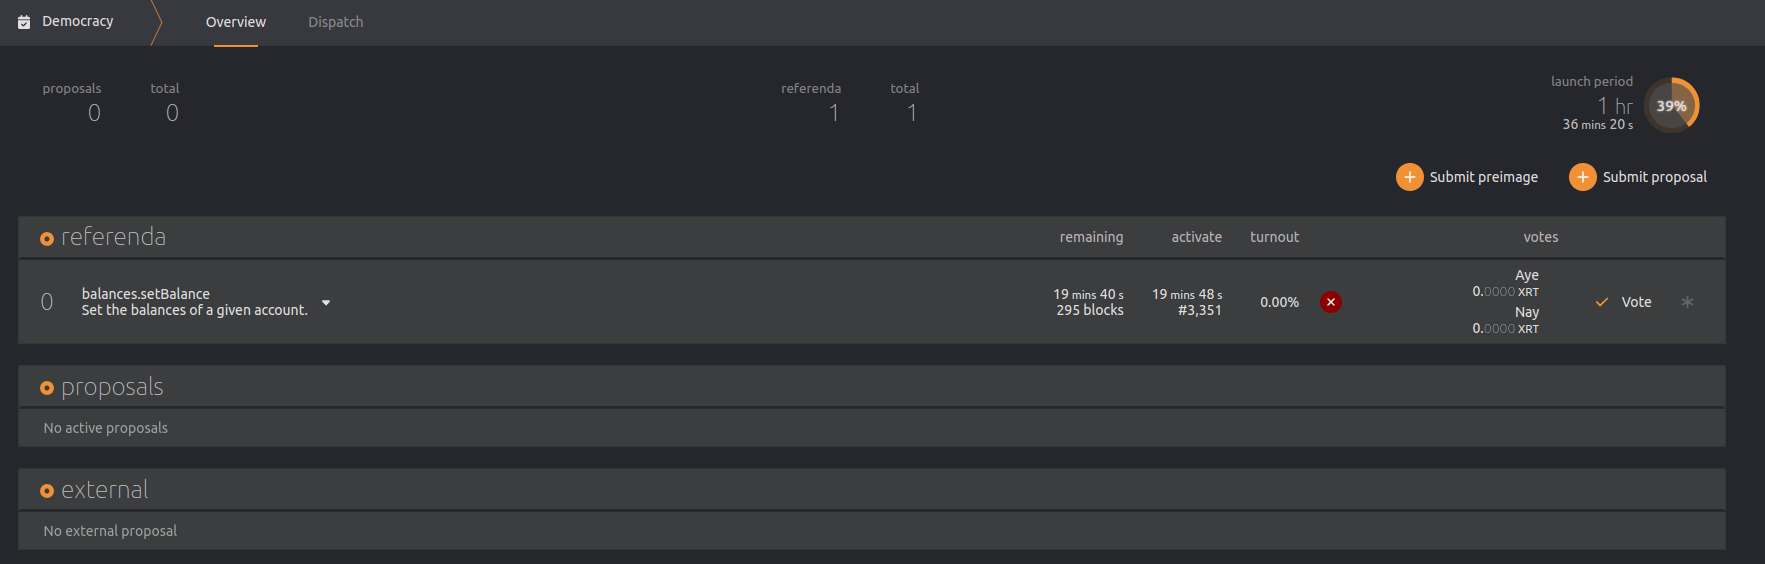 Democracy
Overview
Dispatch
proposals total
0 0
referenda total
1 1
launch period
1 hr
36 mins 20 s
39%
Submit preimage
Submit proposal
referenda remaining activate turnout votes
0
balances.setBalance
Set the balances of a given account.
19 mins 40 s
295 blocks
19 mins 48 s
#3,351
0.00%
Aye
0.0000 XRT
Nay
0.0000 XRT
Vote
proposals
No active proposals
external
No external proposal